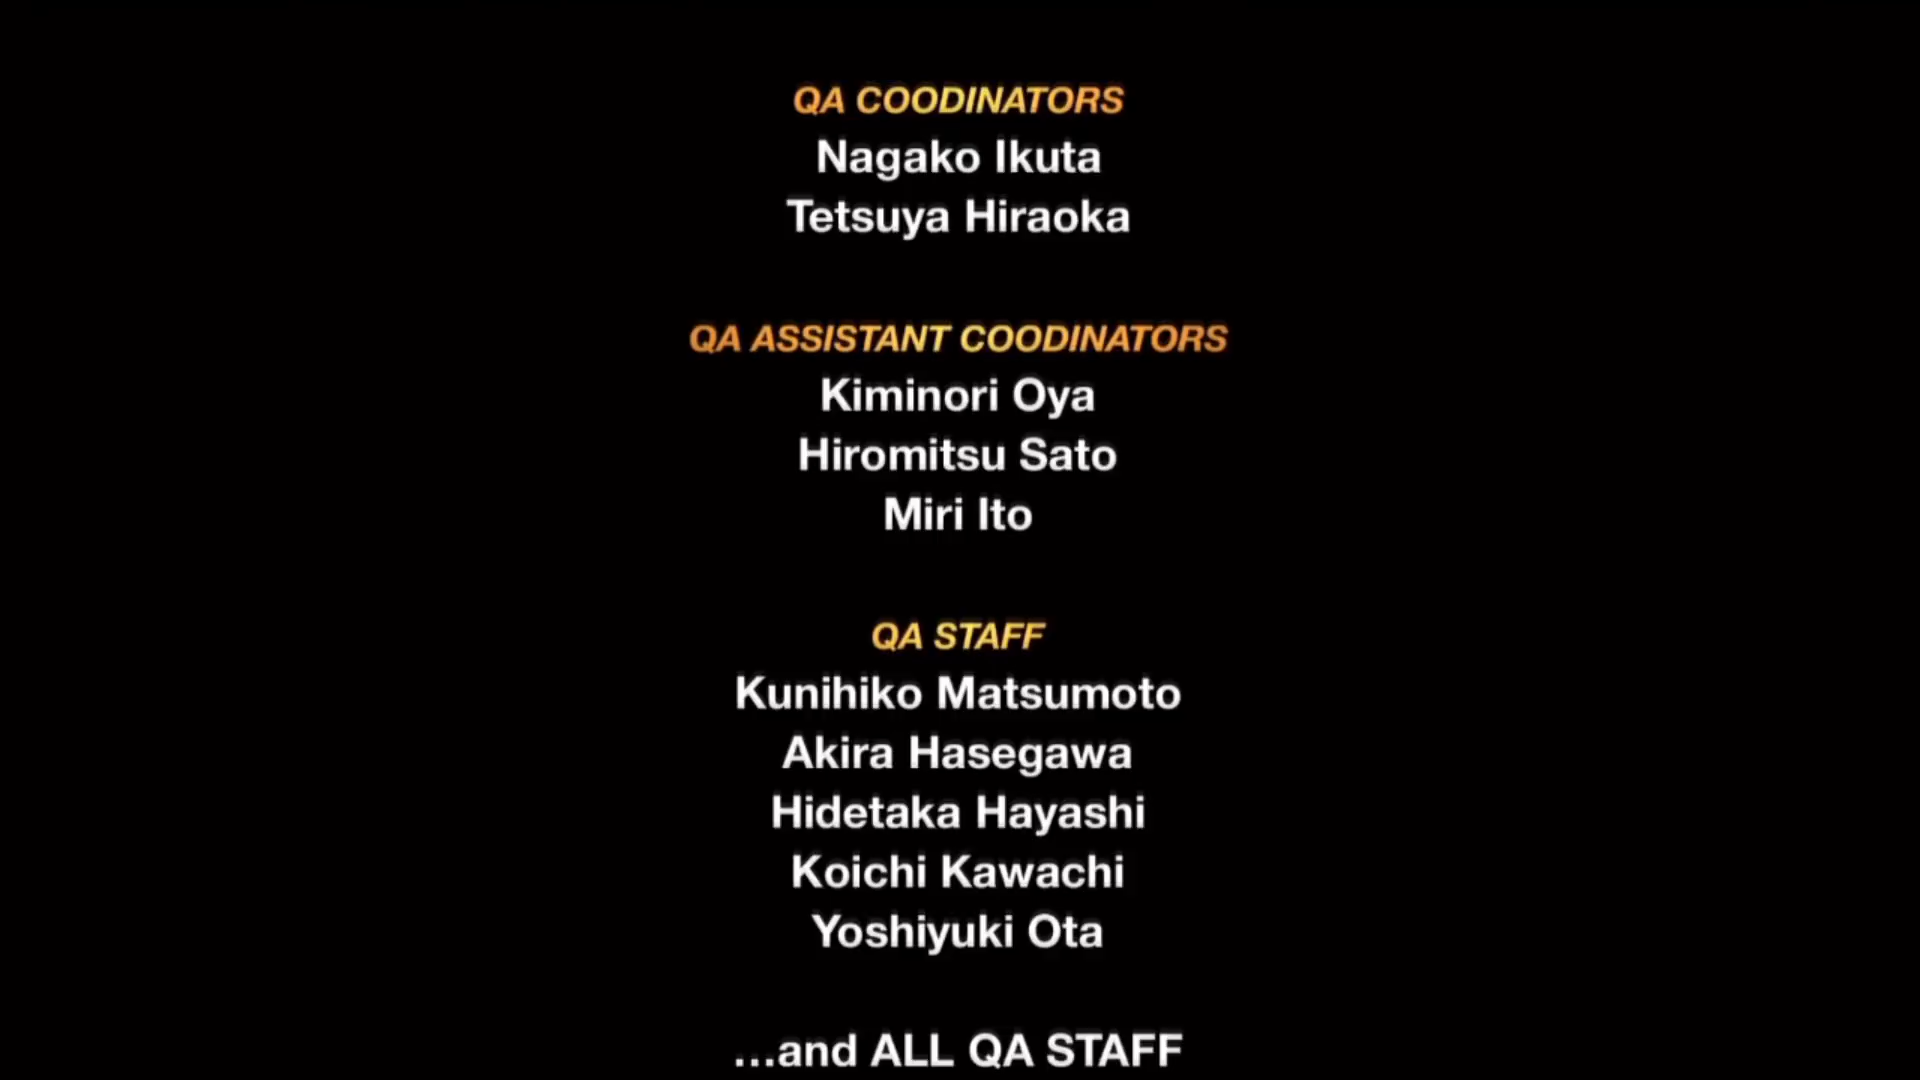 QA COODINATORS
Nagako Ikuta
Tetsuya Hiraoka
QA ASSISTANT COODINATORS
Kiminori Oya
Hiromitsu Sato
Miri Ito
QA STAFF
Kunihiko Matsumoto
Akira Hasegawa
Hidetaka Hayashi
Koichi Kawachi
Yoshiyuki Ota
...and ALL QA STAFF